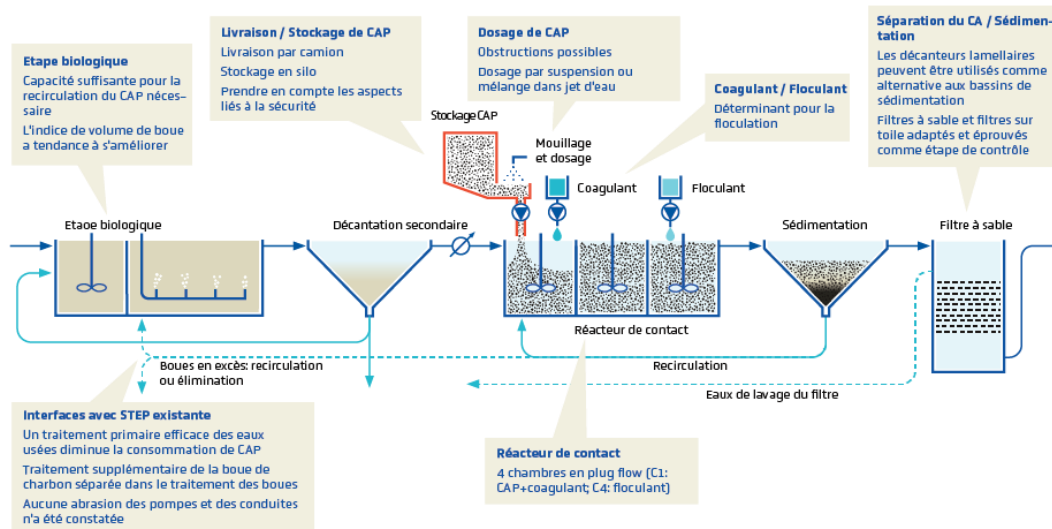 Etape biologique
Capacité suffisante pour la
recirculation du CAP néces-
saire
L'indice de volume de boue
a tendance à s'améliorer
Livraison / Stockage de CAP
Livraison par camion
Stockage en silo
Prendre en compte les aspects
liés à la sécurité
Dosage de CAP
Obstructions possibles
Dosage par suspension ou
mélange dans jet d'eau
Coagulant / Floculant
Déterminant pour la
floculation
Séparation du CA / Sédimen-
tation
Les décanteurs lamellaires
peuvent être utilisés comme
alternative aux bassins de
sédimentation
Filtres à sable et filtres sur
toile adaptés et éprouvés
comme étape de contrôle
Stockage CAP
Mouillage
et dosage
Coagulant
Floculant
Etape biologique
Décantation secondaire
Sédimentation
Filtre à sable
Réacteur de contact
Boues en excès: recirculation
ou élimination
Recirculation
Eaux de lavage du filtre
Interfaces avec STEP existante
Un traitement primaire efficace des eaux
usées diminue la consommation de CAP
Traitement supplémentaire de la boue de
charbon séparée dans le traitement des boues
Aucune abrasion des pompes et des conduites
n'a été constatée
Réacteur de contact
4 chambres en plug flow (C1:
CAP+coagulant; C4: floculant)